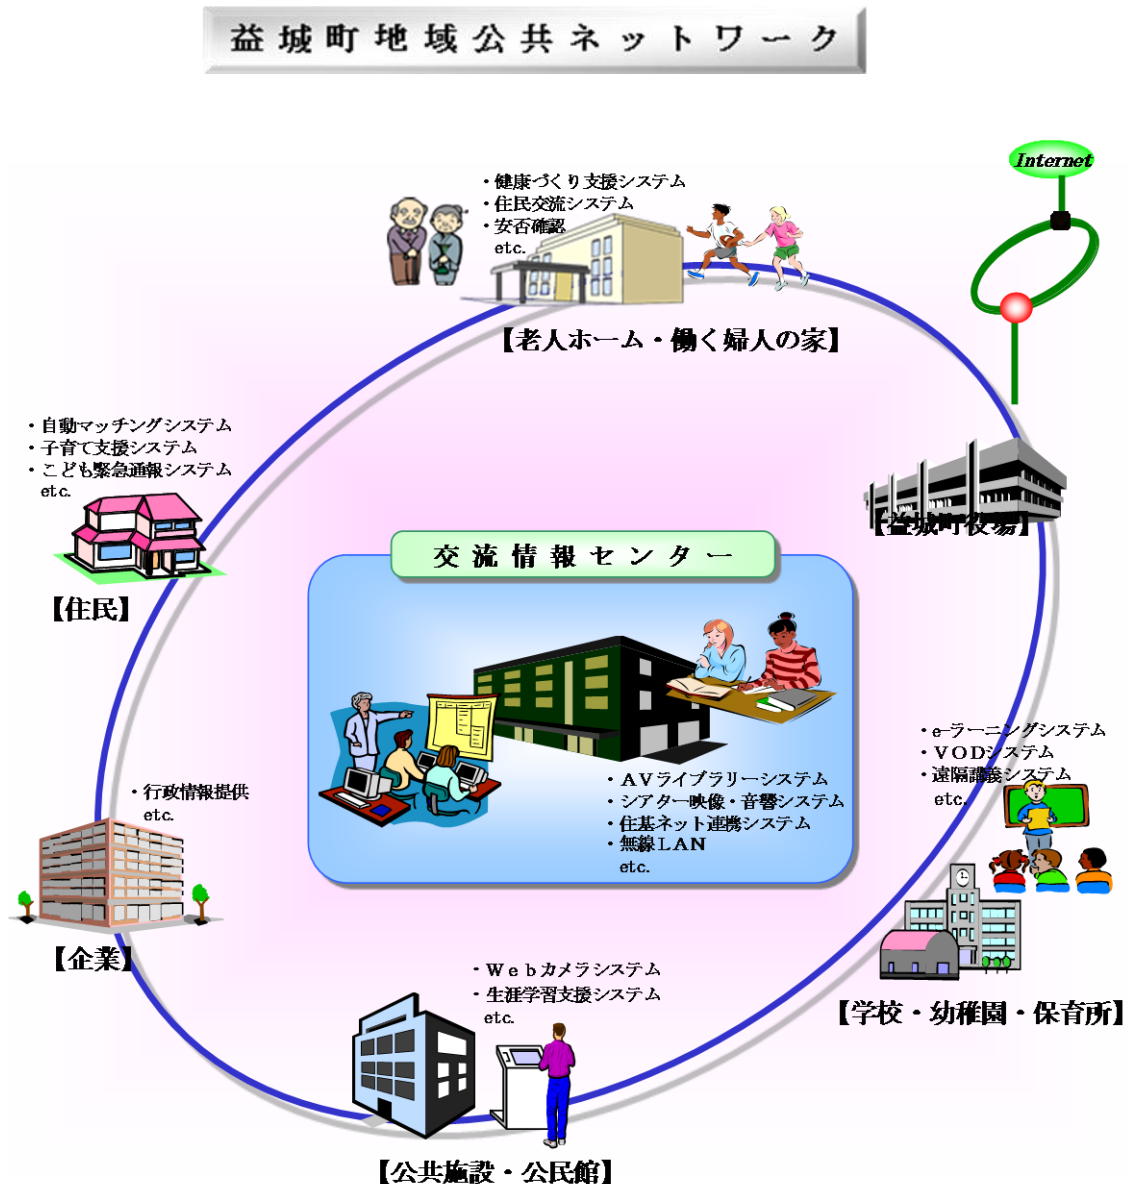 益城町地域公共ネットワーク
Internet
・健康づくり支援システム
・住民交流システム
・安否確認
etc.
【老人ホーム・働く婦人の家】
・自動マッチングシステム
・子育て支援システム
・こども緊急通報システム
etc.
【住民】
【益城町役場】
交流情報センター
・AVライブラリーシステム
・シアター映像・音響システム
・住基ネット連携システム
・無線LAN
etc.
・e-ラーニングシステム
・VODシステム
・遠隔講義システム
etc.
【学校・幼稚園・保育所】
・行政情報提供
etc.
【企業】
・Webカメラシステム
・生涯学習支援システム
etc.
【公共施設・公民館】